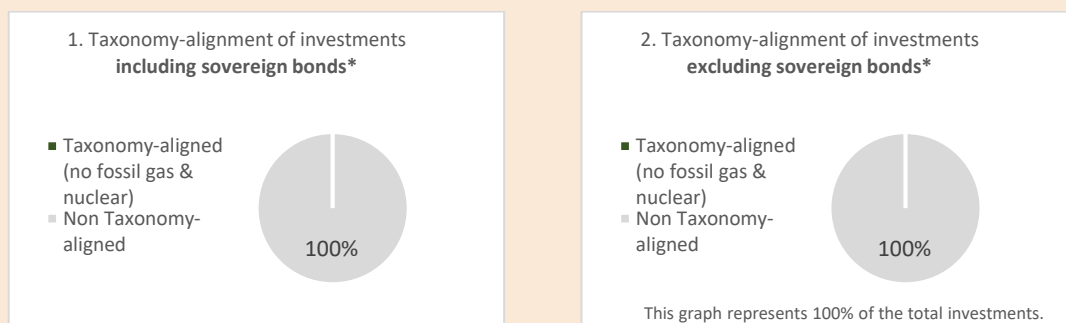 1. Taxonomy-alignment of investments
including sovereign bonds*
Taxonomy-aligned
(no fossil gas &
nuclear)
Non Taxonomy-
aligned
100%
2. Taxonomy-alignment of investments
excluding sovereign bonds*
Taxonomy-aligned
(no fossil gas &
nuclear)
Non Taxonomy-
aligned
100%
This graph represents 100% of the total investments.